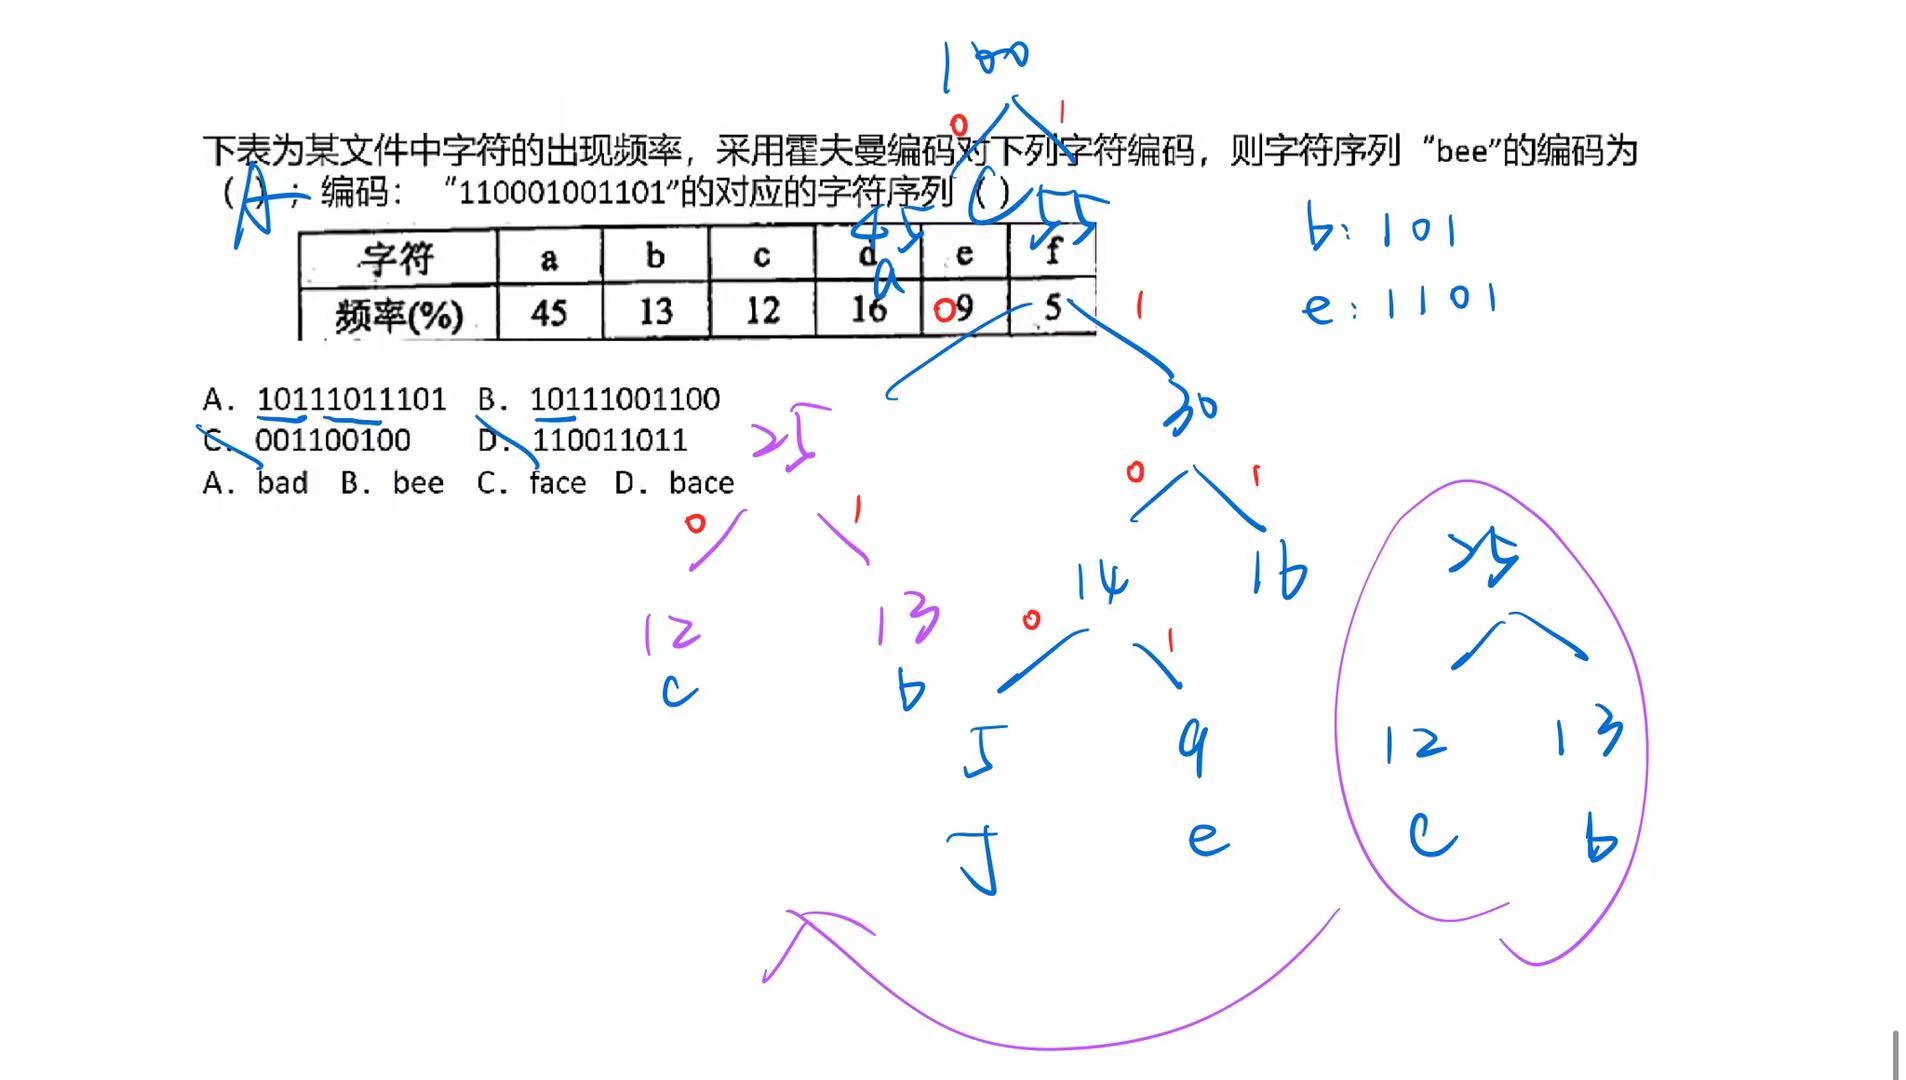 100
0 1
下表为某文件中字符的出现频率，采用霍夫曼编码对下列字符编码，则字符序列 “bee”的编码为
（ ）；编码： “110001001101”的对应的字符序列（ ）
A C
45 55
a
b: 101
e: 1101
字符 a b c d e f
频率(%) 45 13 12 16 9 5
0 1
A. 10111011101 B. 10111001100
C. 001100100 D. 110011011
A. bad B. bee C. face D. bace
25 30
0 1 0 1
12 13 14 16
c b
0 1
5 9
e
25
12 13
c b